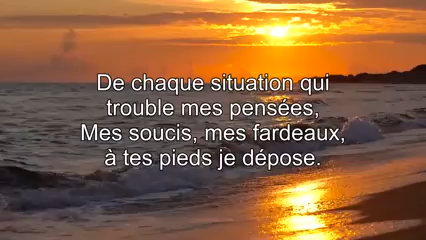 De chaque situation qui
trouble mes pensées,
Mes soucis, mes fardeaux,
à tes pieds je dépose.